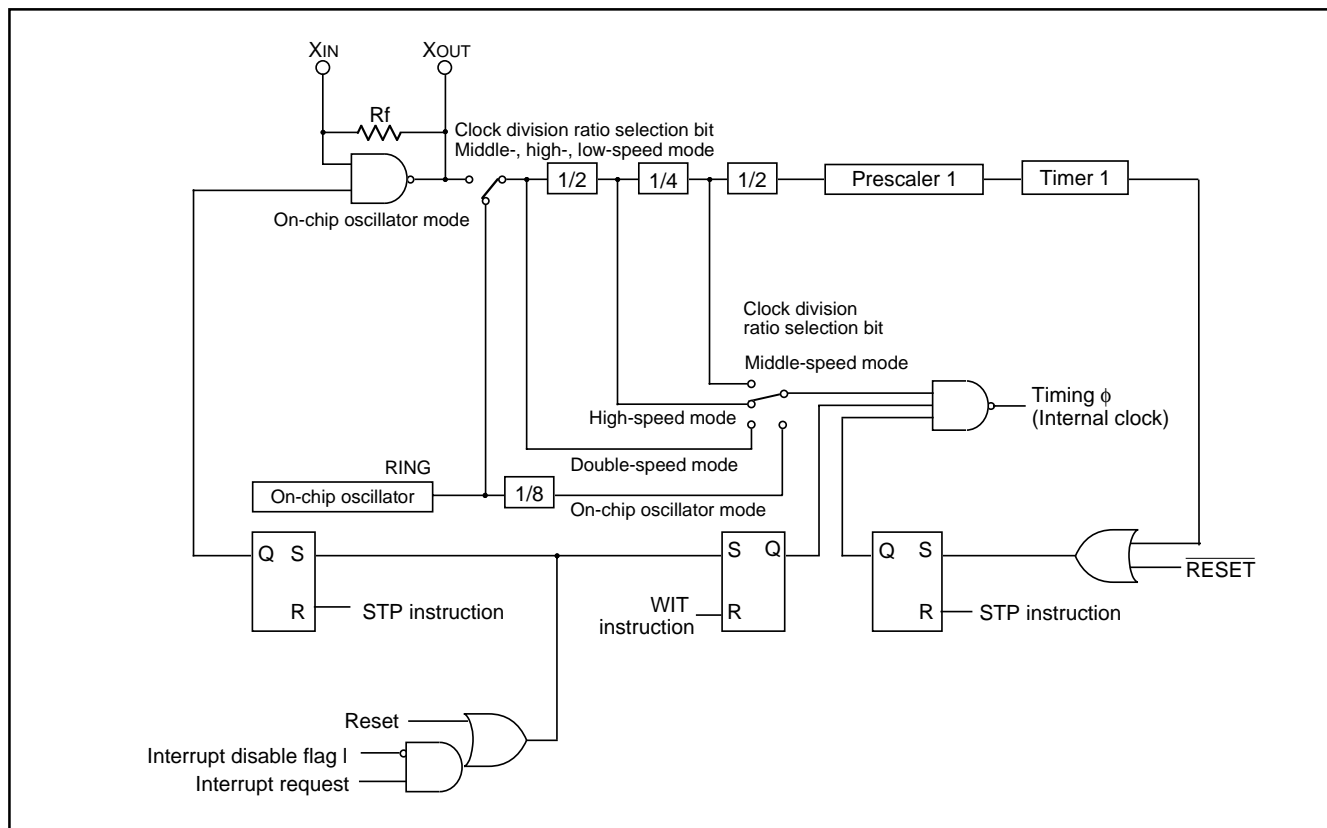 XIN
XOUT
Rf
Clock division ratio selection bit
Middle-, high-, low-speed mode
1/2
1/4
1/2
Prescaler 1
Timer 1
On-chip oscillator mode
Clock division
ratio selection bit
Middle-speed mode
Timing ϕ
(Internal clock)
High-speed mode
Double-speed mode
RING
On-chip oscillator
1/8
On-chip oscillator mode
Q S
R
STP instruction
S Q
R
WIT
instruction
Q S
R
STP instruction
RESET
Reset
Interrupt disable flag I
Interrupt request